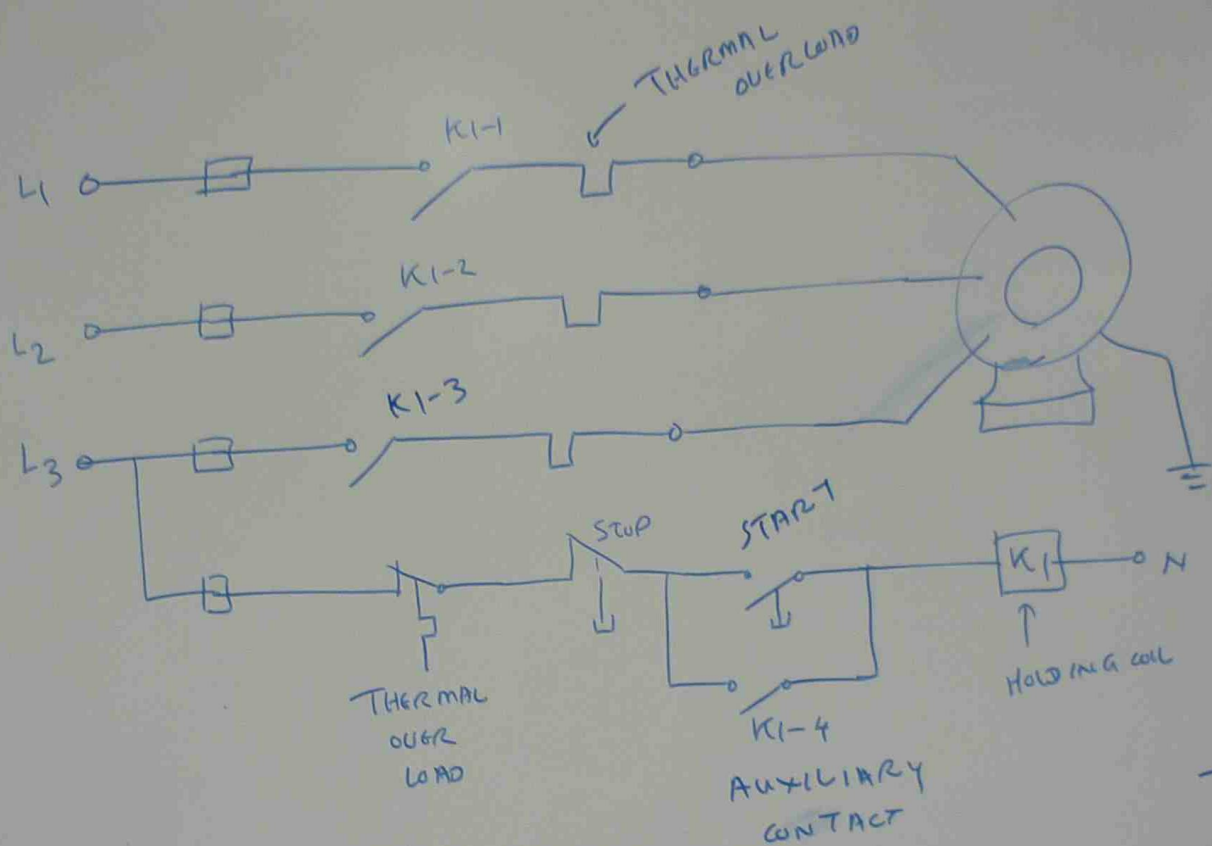 THERMAL
OVERLOAD
K1-1
L1
K1-2
L2
K1-3
L3
STOP
START
K1
N
THERMAL
OVER
LOAD
K1-4
AUXILIARY
CONTACT
HOLDING COIL